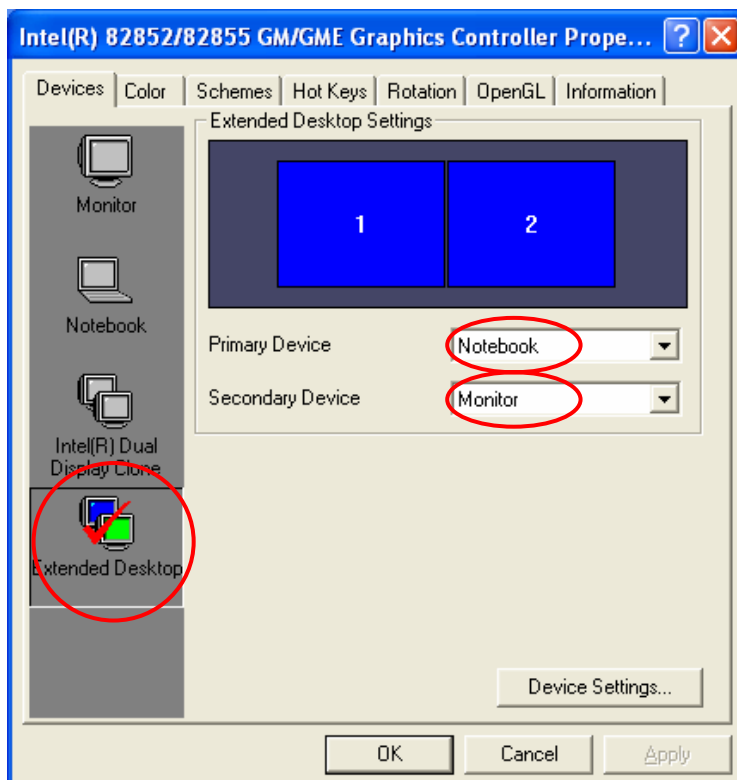 Intel(R) 82852/82855 GM/GME Graphics Controller Prope...
Devices Color Schemes Hot Keys Rotation OpenGL Information
Monitor
Notebook
Intel(R) Dual
Display Clone
Extended Desktop
Extended Desktop Settings
1 2
Primary Device Notebook
Secondary Device Monitor
Device Settings...
OK Cancel Apply